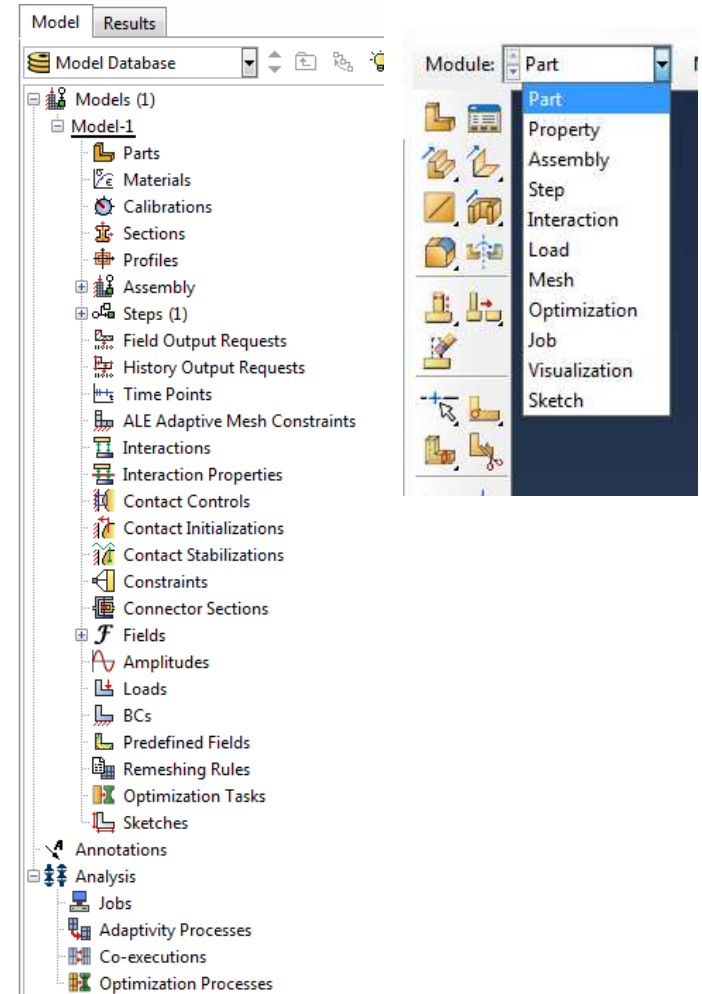 Model Results
Model Database
Models (1)
Model-1
Parts
Materials
Calibrations
Sections
Profiles
Assembly
Steps (1)
Field Output Requests
History Output Requests
Time Points
ALE Adaptive Mesh Constraints
Interactions
Interaction Properties
Contact Controls
Contact Initializations
Contact Stabilizations
Constraints
Connector Sections
Fields
Amplitudes
Loads
BCs
Predefined Fields
Remeshing Rules
Optimization Tasks
Sketches
Annotations
Analysis
Jobs
Adaptivity Processes
Co-executions
Optimization Processes
Module: Part
Part
Property
Assembly
Step
Interaction
Load
Mesh
Optimization
Job
Visualization
Sketch